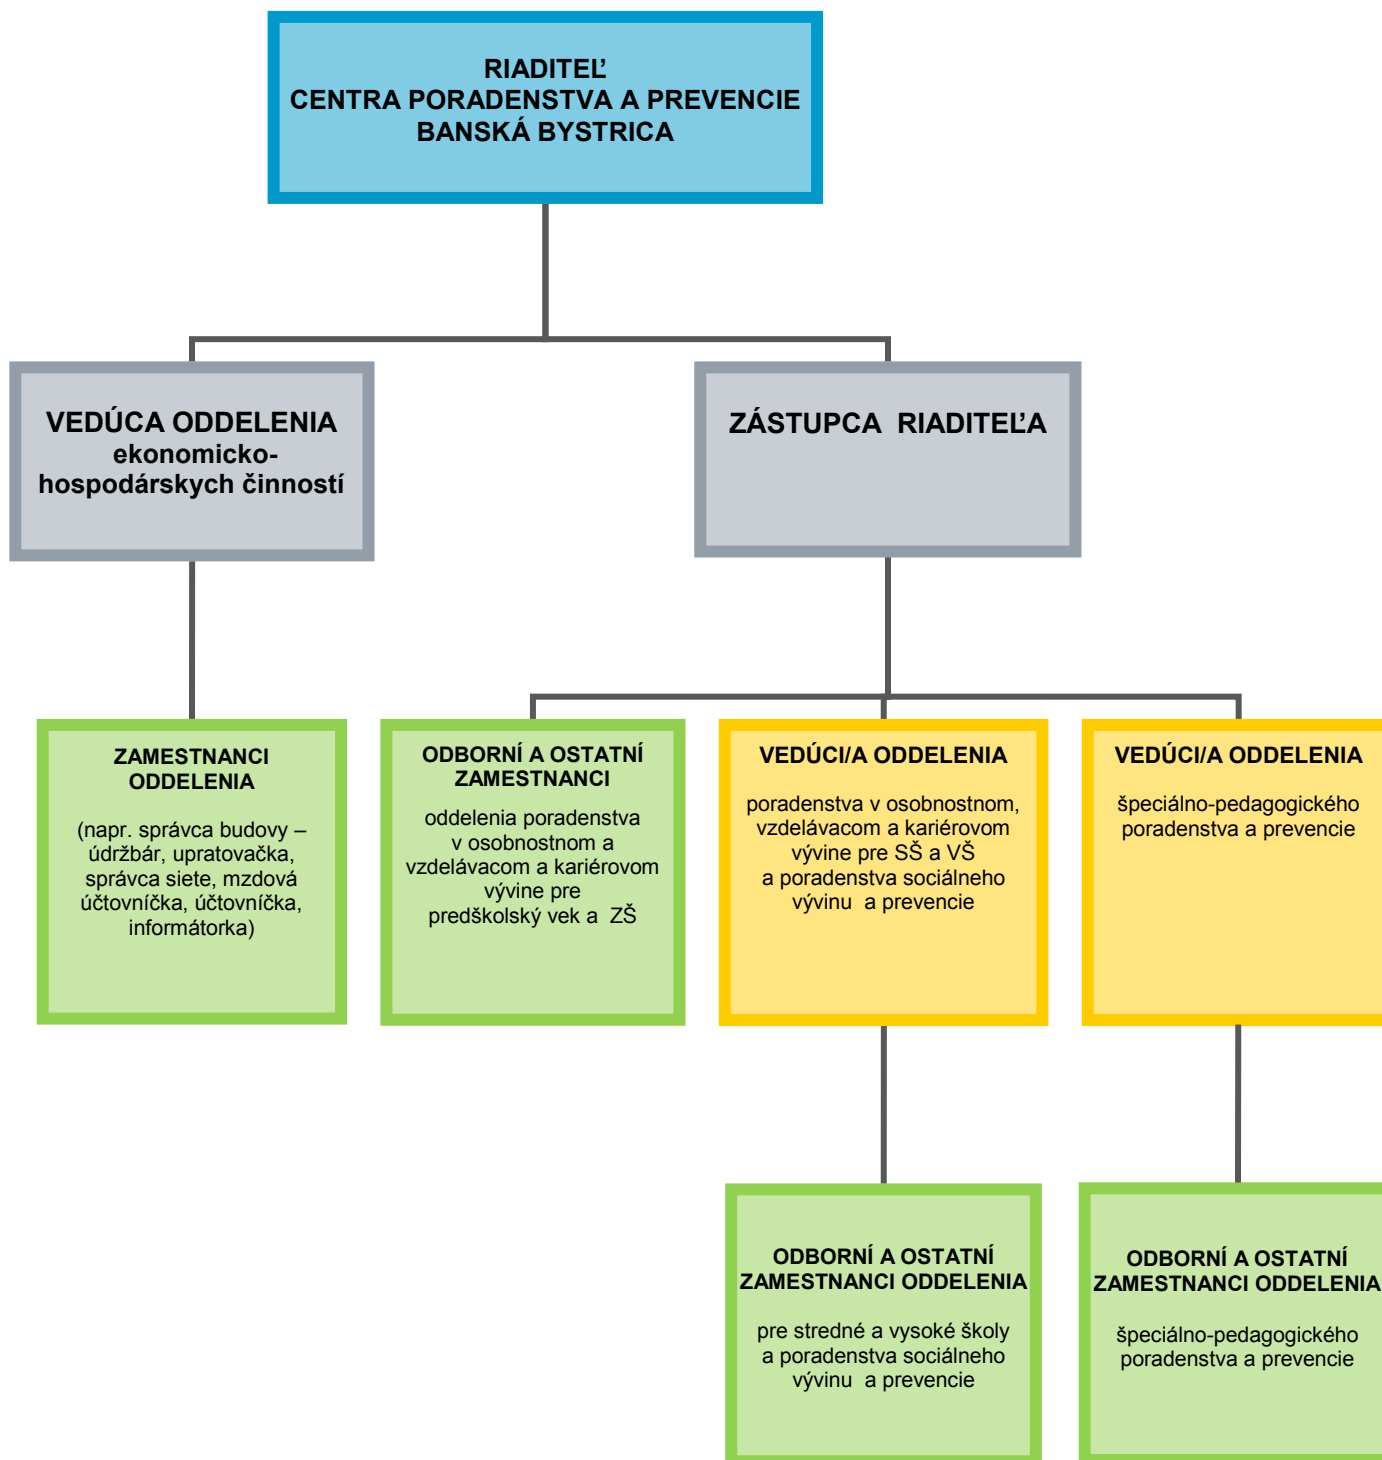 RIADITEĽ
CENTRA PORADENSTVA A PREVENCIE
BANSKÁ BYSTRICA
VEDÚCA ODDELENIA
ekonomicko-
hospodárskych činností
ZÁSTUPCA  RIADITEĽA
ZAMESTNANCI
ODDELENIA
(napr. správca budovy –
údržbár, upratovačka,
správca siete, mzdová
účtovníčka, účtovníčka,
informátorka)
ODBORNÍ A OSTATNÍ
ZAMESTNANCI
oddelenia poradenstva
v osobnostnom a
vzdelávacom a kariérovom
vývine pre
predškolský vek a  ZŠ
VEDÚCI/A ODDELENIA
poradenstva v osobnostnom,
vzdelávacom a kariérovom
vývine pre SŠ a VŠ
a poradenstva sociálneho
vývinu  a prevencie
VEDÚCI/A ODDELENIA
špeciálno-pedagogického
poradenstva a prevencie
ODBORNÍ A OSTATNÍ
ZAMESTNANCI ODDELENIA
pre stredné a vysoké školy
a poradenstva sociálneho
vývinu  a prevencie
ODBORNÍ A OSTATNÍ
ZAMESTNANCI ODDELENIA
špeciálno-pedagogického
poradenstva a prevencie